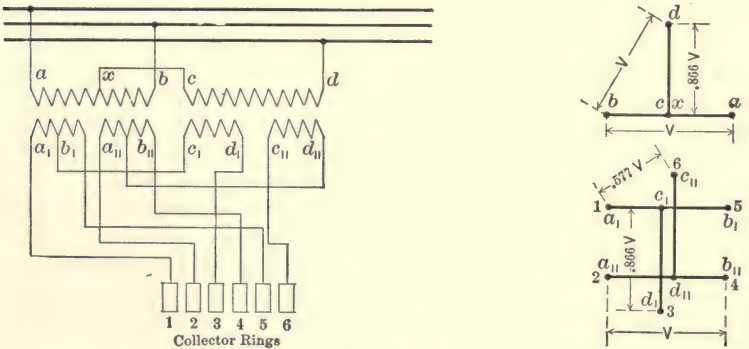 a x b c d
a₁ b₁ a₁₁ b₁₁ c₁ d₁ c₁₁ d₁₁
1 2 3 4 5 6
Collector Rings
d
V
.866 V
b c x a
V
6
c₁₁
.577 V
1 c₁ 5
a₁ b₁
.866 V
a₁₁ b₁₁
2 d₁₁ 4
d₁ 3
V